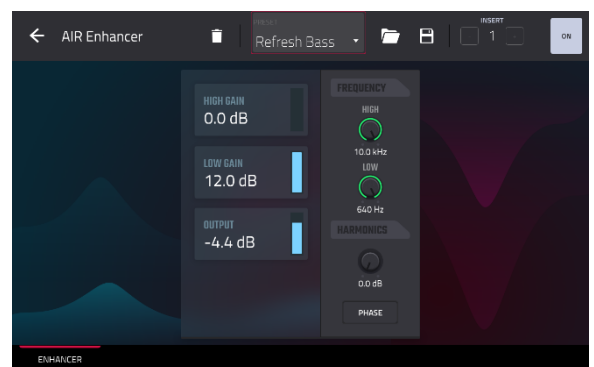 AIR Enhancer
PRESET
Refresh Bass
INSERT
1
ON
HIGH GAIN
0.0 dB
LOW GAIN
12.0 dB
OUTPUT
-4.4 dB
FREQUENCY
HIGH
10.0 kHz
LOW
640 Hz
HARMONICS
0.0 dB
PHASE
ENHANCER